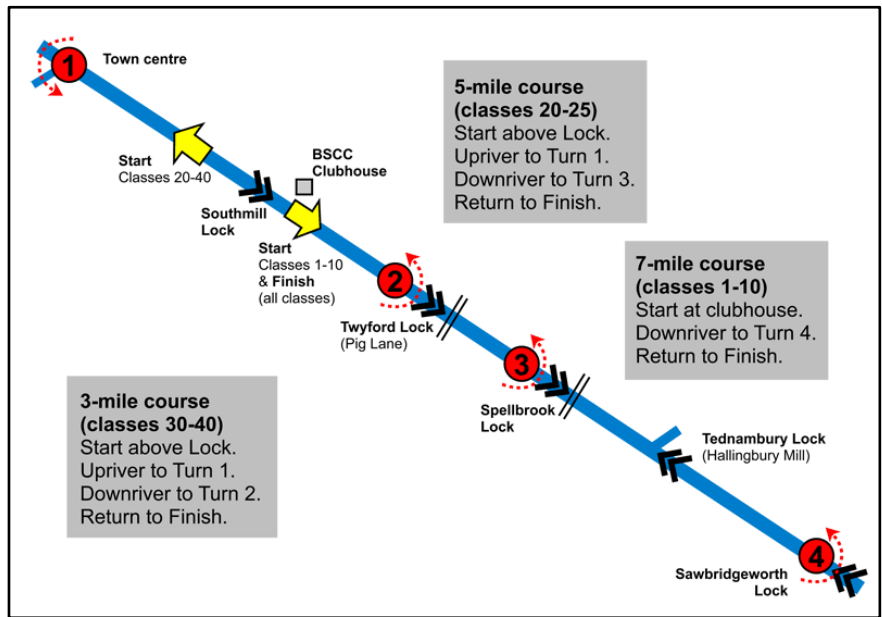 1
Town centre
5-mile course
(classes 20-25)
Start above Lock.
Upriver to Turn 1.
Downriver to Turn 3.
Return to Finish.
Start
Classes 20-40
BSCC
Clubhouse
Southmill
Lock
Start
Classes 1-10
& Finish
(all classes)
2
7-mile course
(classes 1-10)
Start at clubhouse.
Downriver to Turn 4.
Return to Finish.
Twyford Lock
(Pig Lane)
3
3-mile course
(classes 30-40)
Start above Lock.
Upriver to Turn 1.
Downriver to Turn 2.
Return to Finish.
Spellbrook
Lock
Tednambury Lock
(Hallingbury Mill)
4
Sawbridgeworth
Lock